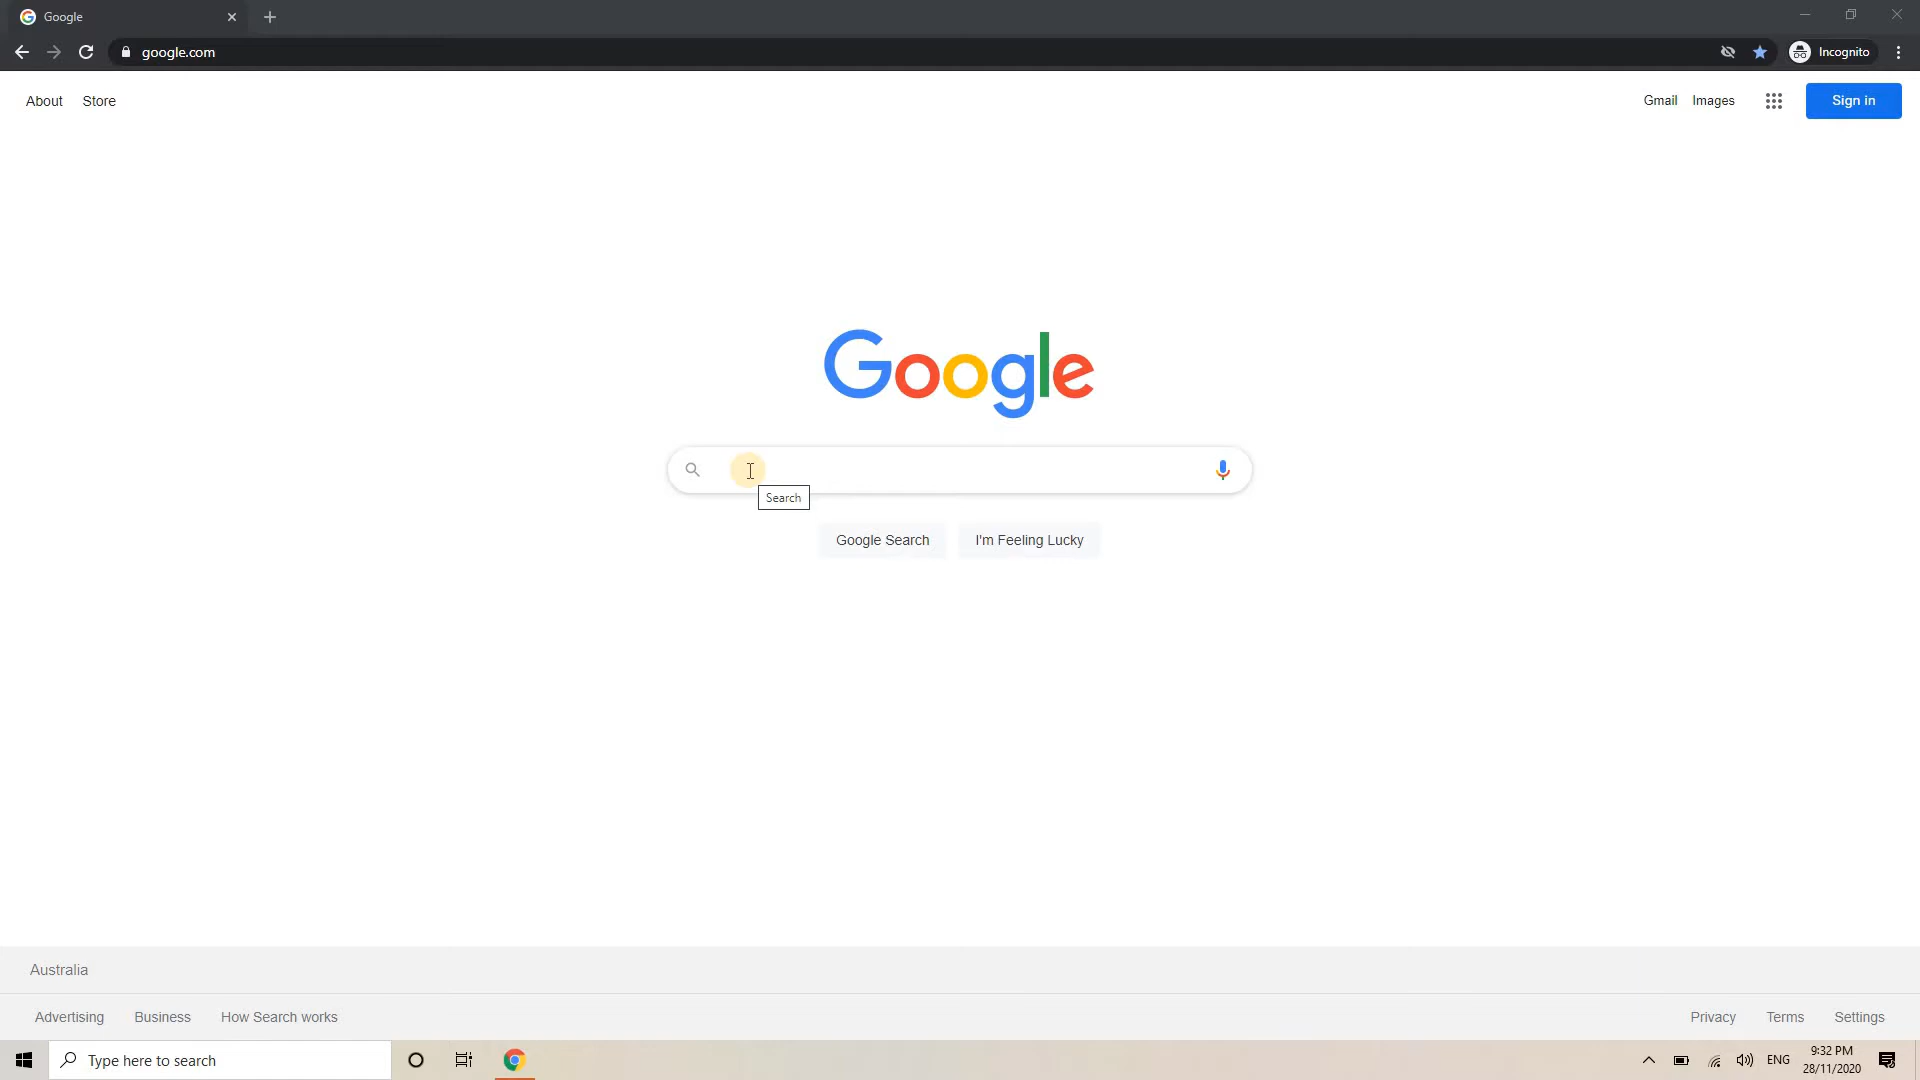 Google
google.com
Incognito
About Store
Gmail Images Sign in
Google
Search
Google Search I'm Feeling Lucky
Australia
Advertising Business How Search works
Privacy Terms Settings
Type here to search
ENG
9:32 PM
28/11/2020